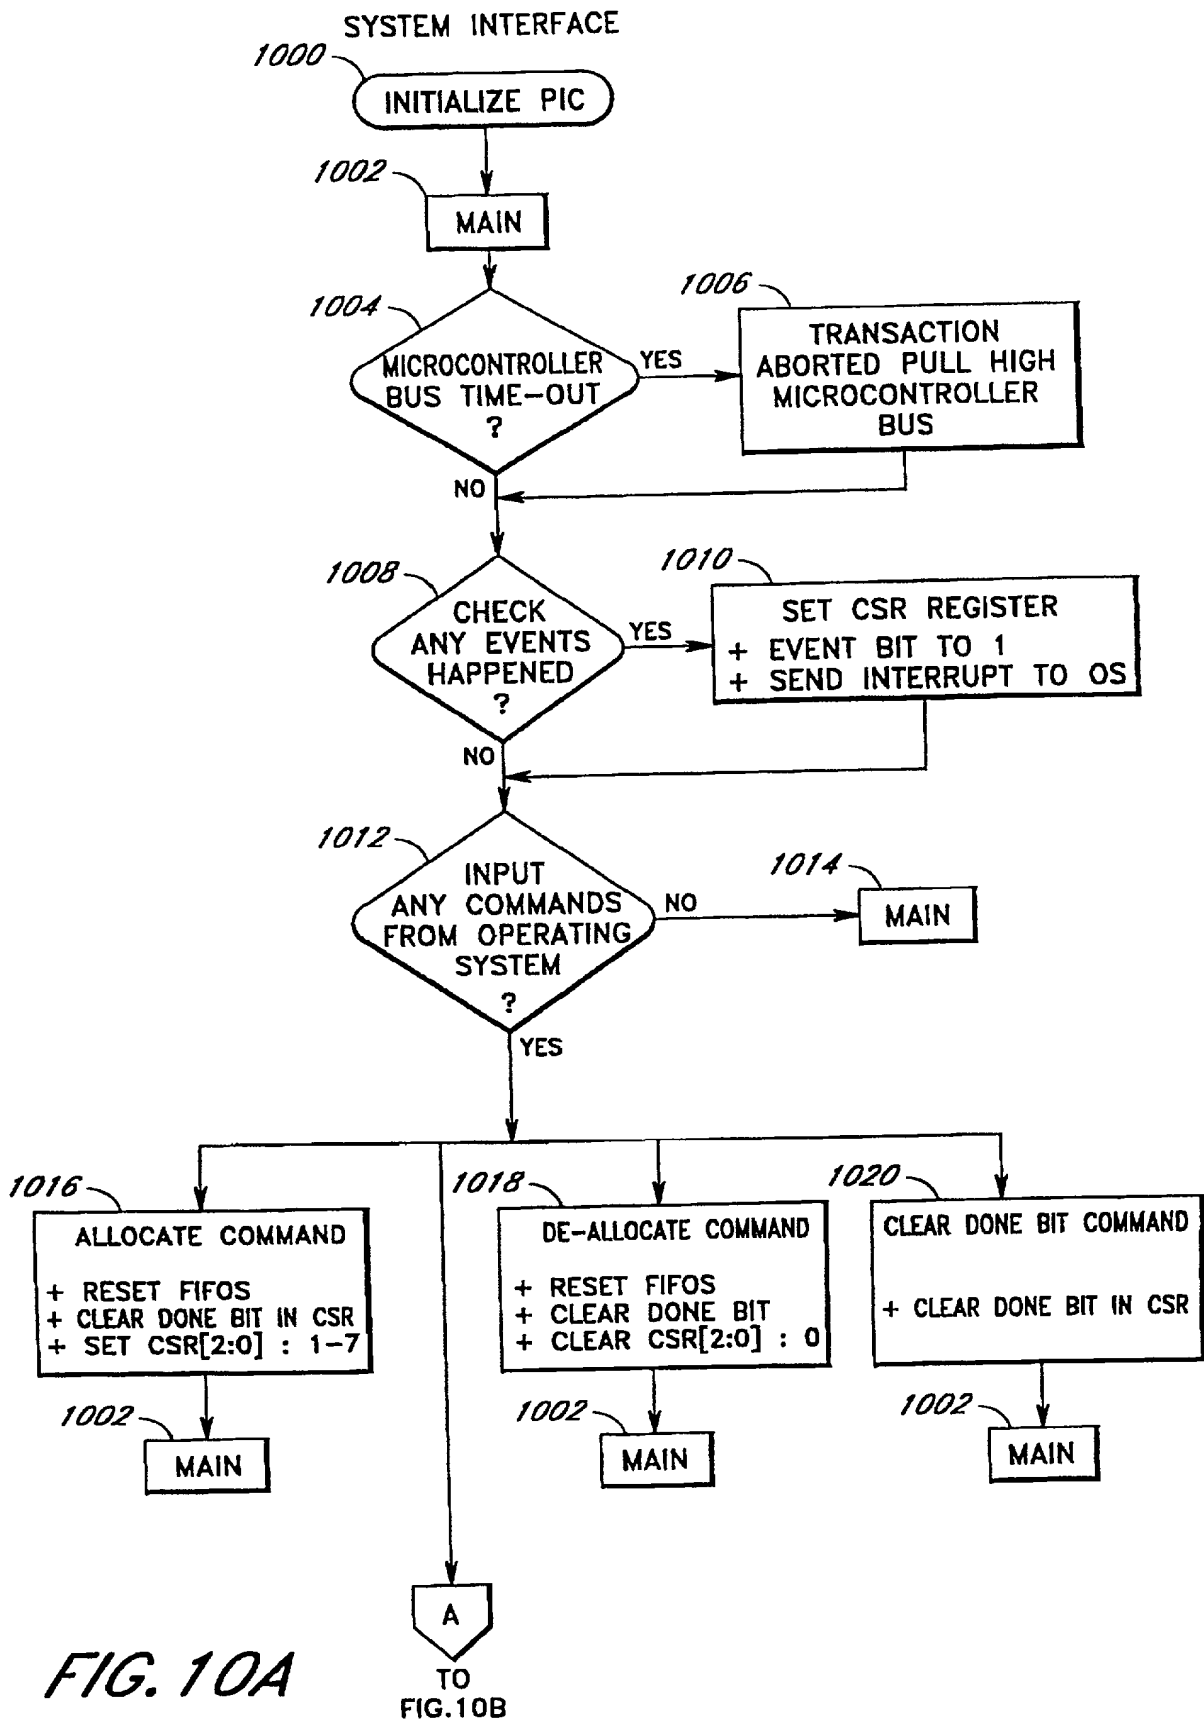 SYSTEM INTERFACE
1000
INITIALIZE PIC
1002
MAIN
1004
MICROCONTROLLER
BUS TIME-OUT
?
YES
NO
1006
TRANSACTION
ABORTED PULL HIGH
MICROCONTROLLER
BUS
1008
CHECK
ANY EVENTS
HAPPENED
?
YES
NO
1010
SET CSR REGISTER
+ EVENT BIT TO 1
+ SEND INTERRUPT TO OS
1012
INPUT
ANY COMMANDS
FROM OPERATING
SYSTEM
?
NO
YES
1014
MAIN
1016
ALLOCATE COMMAND
+ RESET FIFOS
+ CLEAR DONE BIT IN CSR
+ SET CSR[2:0] : 1-7
1002
MAIN
1018
DE-ALLOCATE COMMAND
+ RESET FIFOS
+ CLEAR DONE BIT
+ CLEAR CSR[2:0] : 0
1002
MAIN
1020
CLEAR DONE BIT COMMAND
+ CLEAR DONE BIT IN CSR
1002
MAIN
A
TO
FIG.10B
FIG. 10A